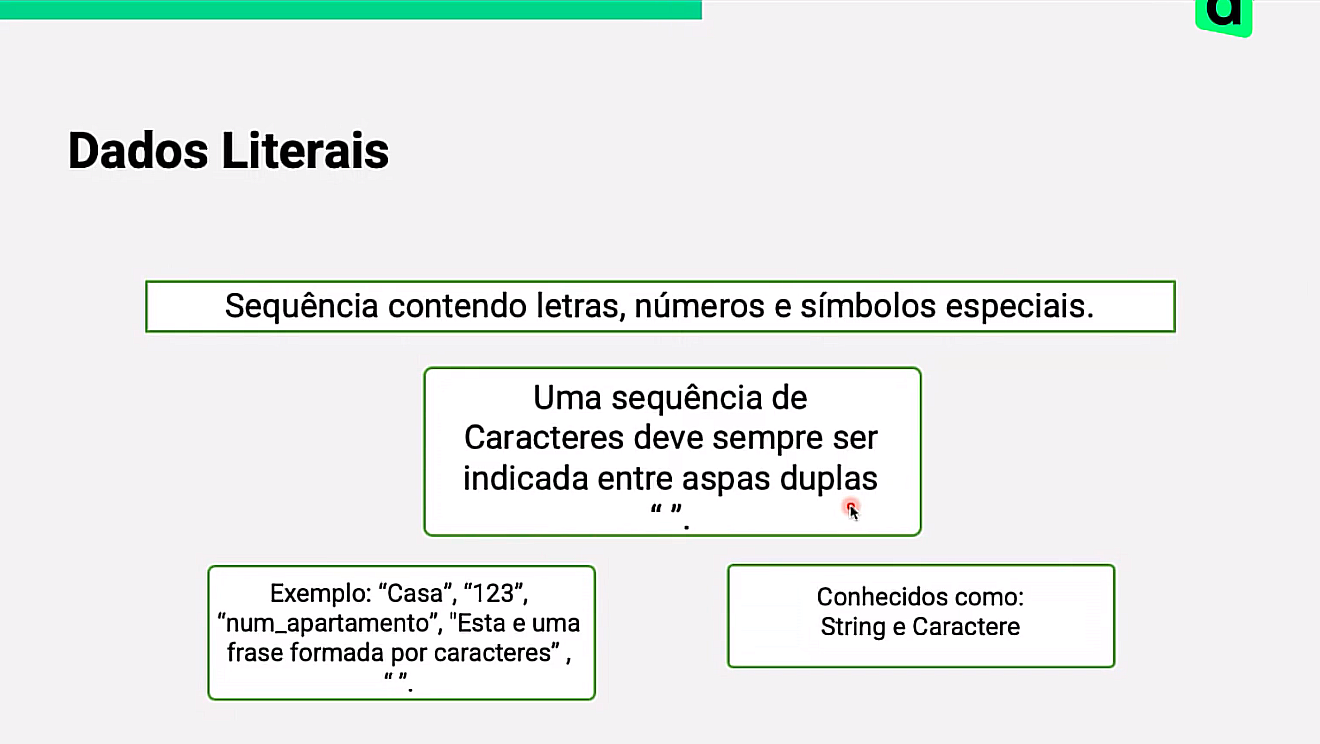 d
Dados Literais
Sequência contendo letras, números e símbolos especiais.
Uma sequência de
Caracteres deve sempre ser
indicada entre aspas duplas
“ ”.
Exemplo: “Casa”, “123”,
“num_apartamento”, "Esta e uma
frase formada por caracteres” ,
“ ”.
Conhecidos como:
String e Caractere